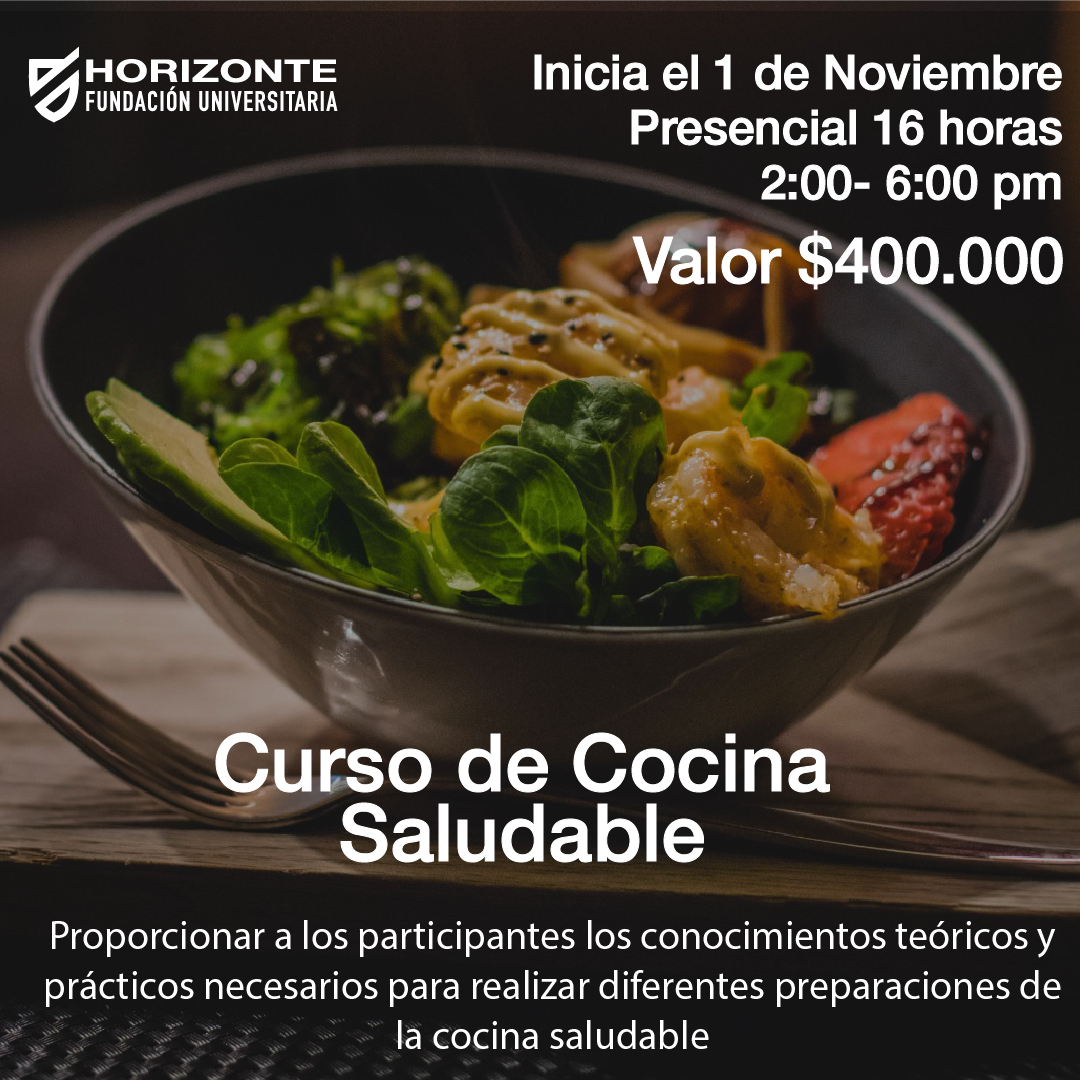 HORIZONTE
FUNDACIÓN UNIVERSITARIA
Inicia el 1 de Noviembre
Presencial 16 horas
2:00- 6:00 pm
Valor $400.000
Curso de Cocina
Saludable
Proporcionar a los participantes los conocimientos teóricos y
prácticos necesarios para realizar diferentes preparaciones de
la cocina saludable